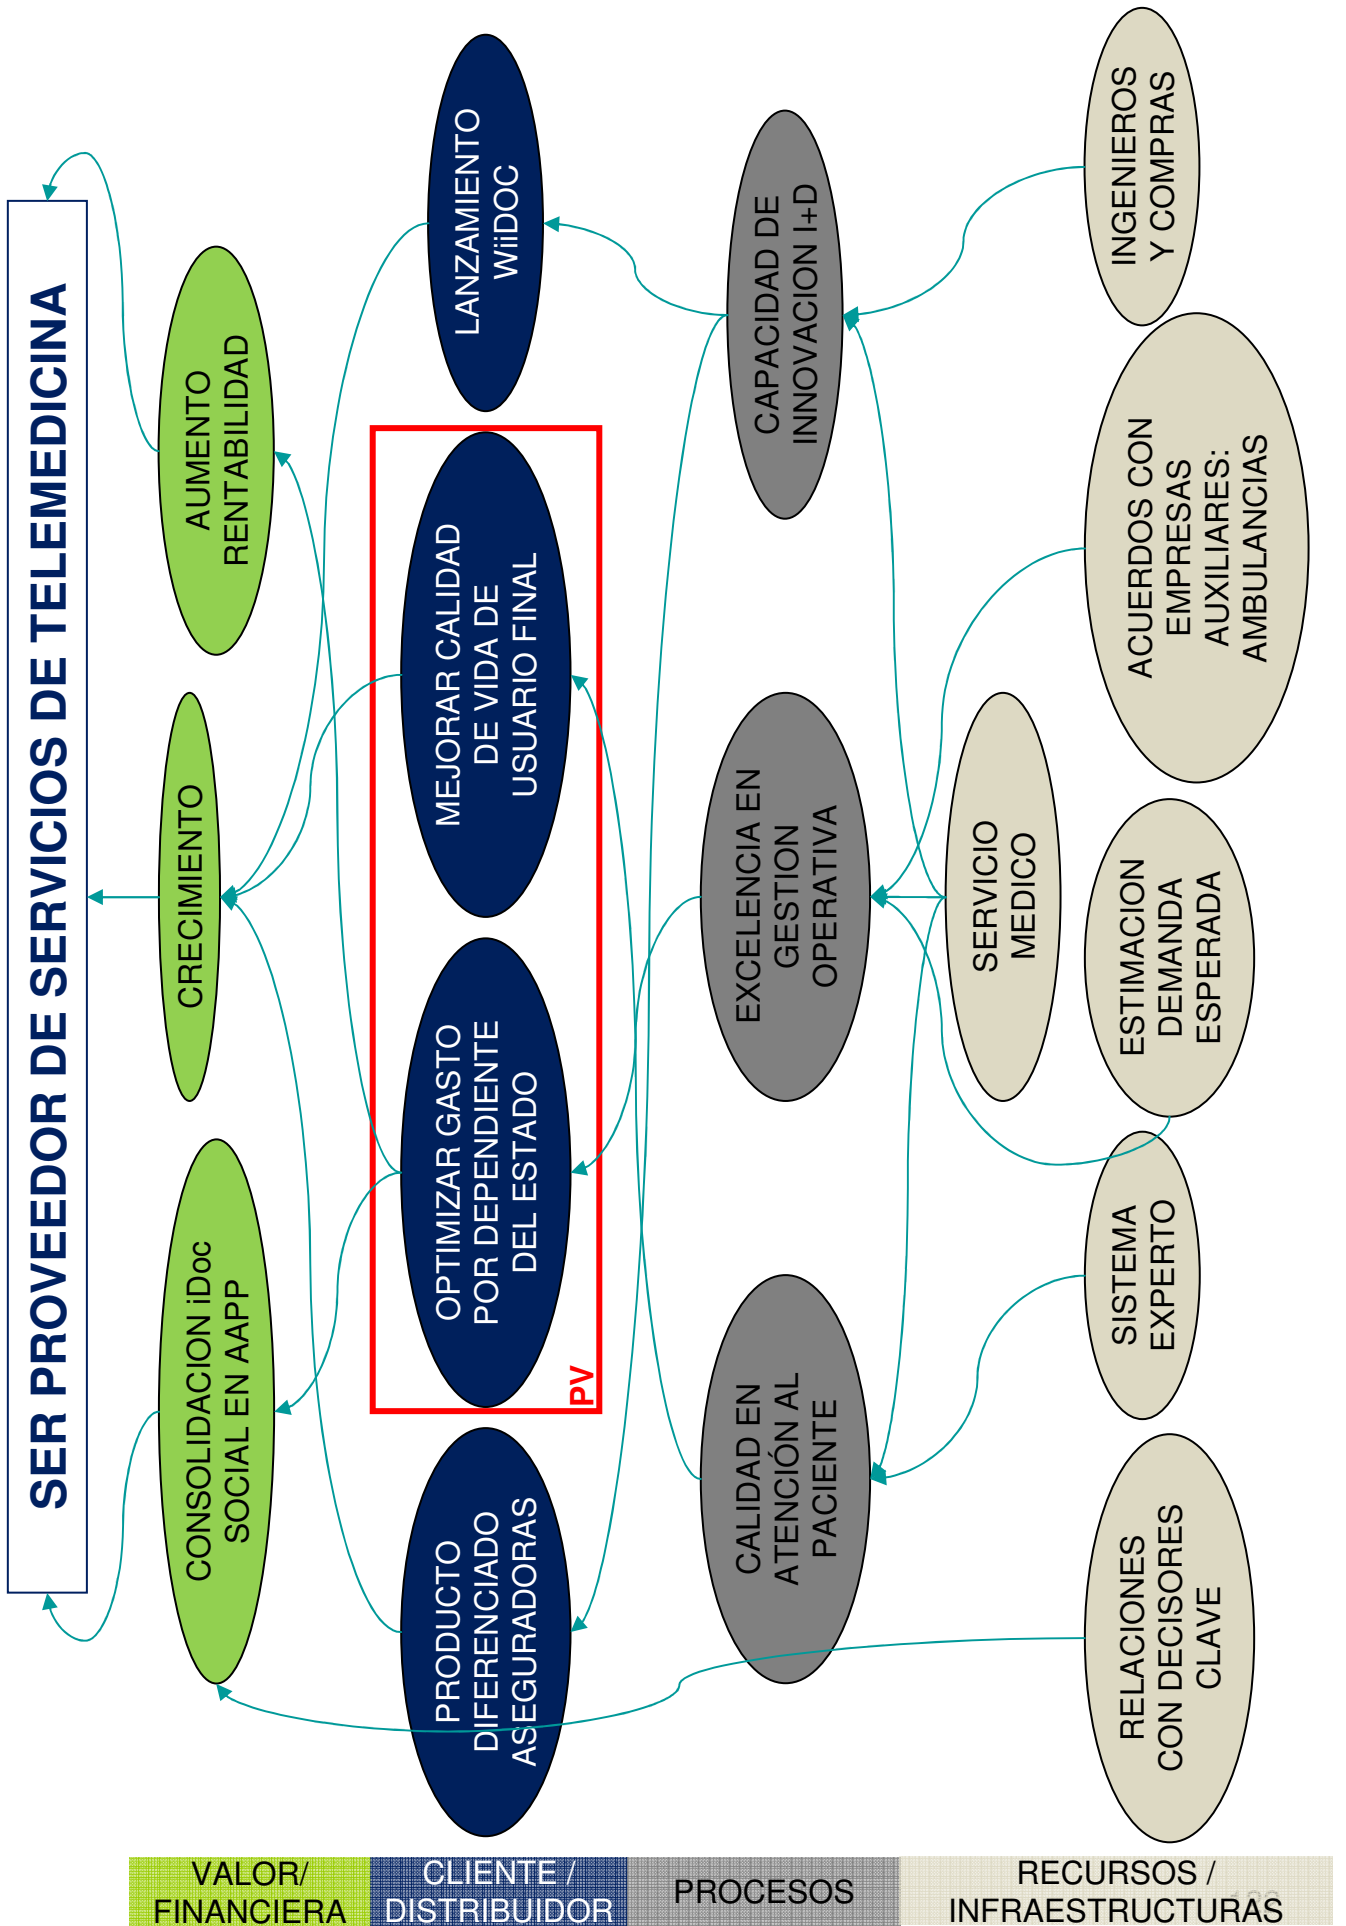 SER PROVEEDOR DE SERVICIOS DE TELEMEDICINA
VALOR/
FINANCIERA
CONSOLIDACION iDoc
SOCIAL EN AAPP
CRECIMIENTO
AUMENTO
RENTABILIDAD
CLIENTE /
DISTRIBUIDOR
PRODUCTO
DIFERENCIADO
ASEGURADORAS
OPTIMIZAR GASTO
POR DEPENDIENTE
DEL ESTADO
MEJORAR CALIDAD
DE VIDA DE
USUARIO FINAL
LANZAMIENTO
WiiDOC
PV
PROCESOS
CALIDAD EN
ATENCIÓN AL
PACIENTE
EXCELENCIA EN
GESTION
OPERATIVA
CAPACIDAD DE
INNOVACION I+D
RECURSOS /
INFRAESTRUCTURAS
SERVICIO
MEDICO
RELACIONES
CON DECISORES
CLAVE
SISTEMA
EXPERTO
ESTIMACION
DEMANDA
ESPERADA
ACUERDOS CON
EMPRESAS
AUXILIARES:
AMBULANCIAS
INGENIEROS
Y COMPRAS